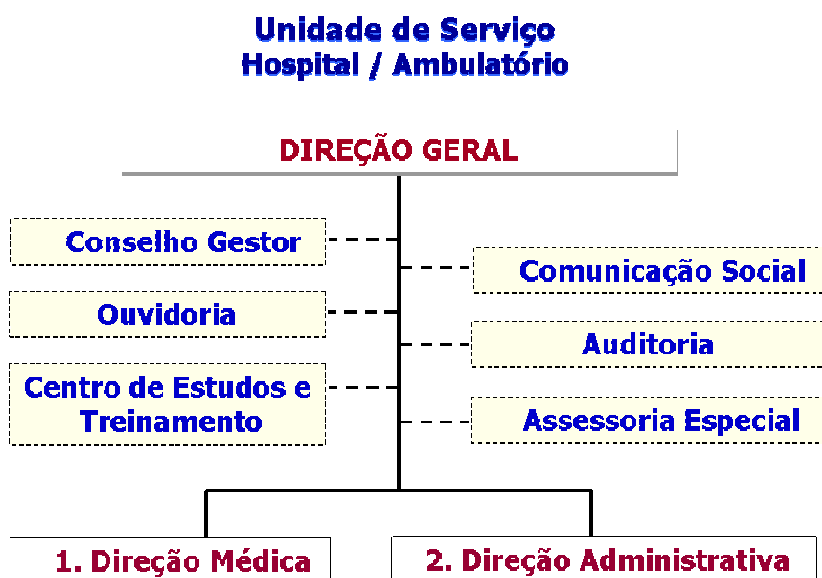 Unidade de Serviço
Hospital / Ambulatório
DIREÇÃO GERAL
Conselho Gestor
Comunicação Social
Ouvidoria
Auditoria
Centro de Estudos e
Treinamento
Assessoria Especial
1. Direção Médica
2. Direção Administrativa